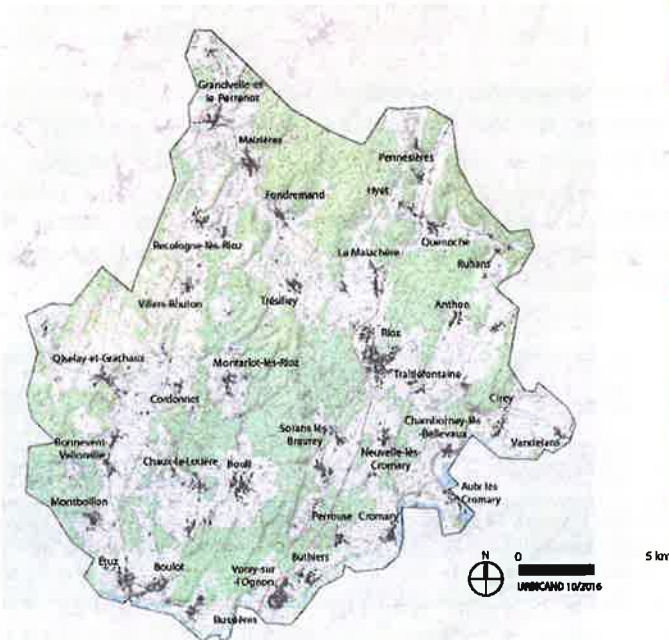 Grandvelle-et
le Perrenot
Maizières
Pennesières
Fondremand
Hyet
Recologne-lès-Rioz
La Malachère
Quenoche
Ruhans
Villers-Bouton
Trésilley
Anthon
Rioz
Oiselay-et-Grachaux
Montarlot-lès-Rioz
Traitiéfontaine
Cordonnet
Cirey
Chambornay-lès-
Bellevaux
Sorans lès
Breurey
Bonnevent-
Velloreille
Vandelans
Neuvelle-lès-
Cromary
Chaux-la-Lotière
Boult
Aulx lès
Cromary
Montboillon
Perrouse
Cromary
Etuz
Boulot
Voray-sur
-l'Ognon
Buthiers
Bussières
N
0
5 km
URBICAND 10/2016